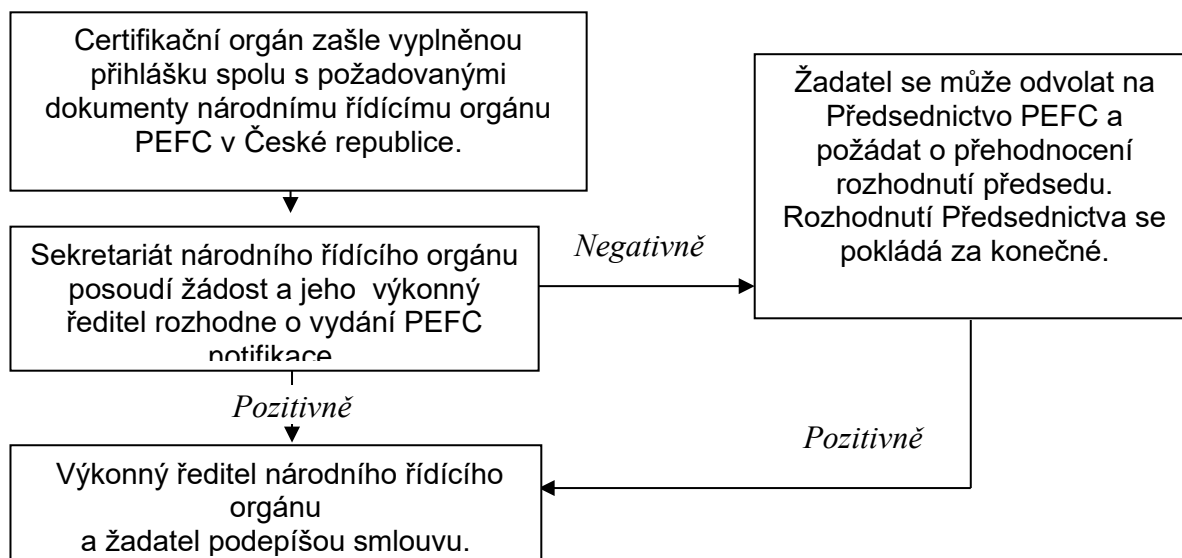 Certifikační orgán zašle vyplněnou
přihlášku spolu s požadovanými
dokumenty národnímu řídícímu orgánu
PEFC v České republice.
Žadatel se může odvolat na
Předsednictvo PEFC a
požádat o přehodnocení
rozhodnutí předsedu.
Rozhodnutí Předsednictva se
pokládá za konečné.
Negativně
Sekretariát národního řídícího orgánu
posoudí žádost a jeho výkonný
ředitel rozhodne o vydání PEFC
notifikace
Pozitivně
Pozitivně
Výkonný ředitel národního řídícího
orgánu
a žadatel podepíšou smlouvu.